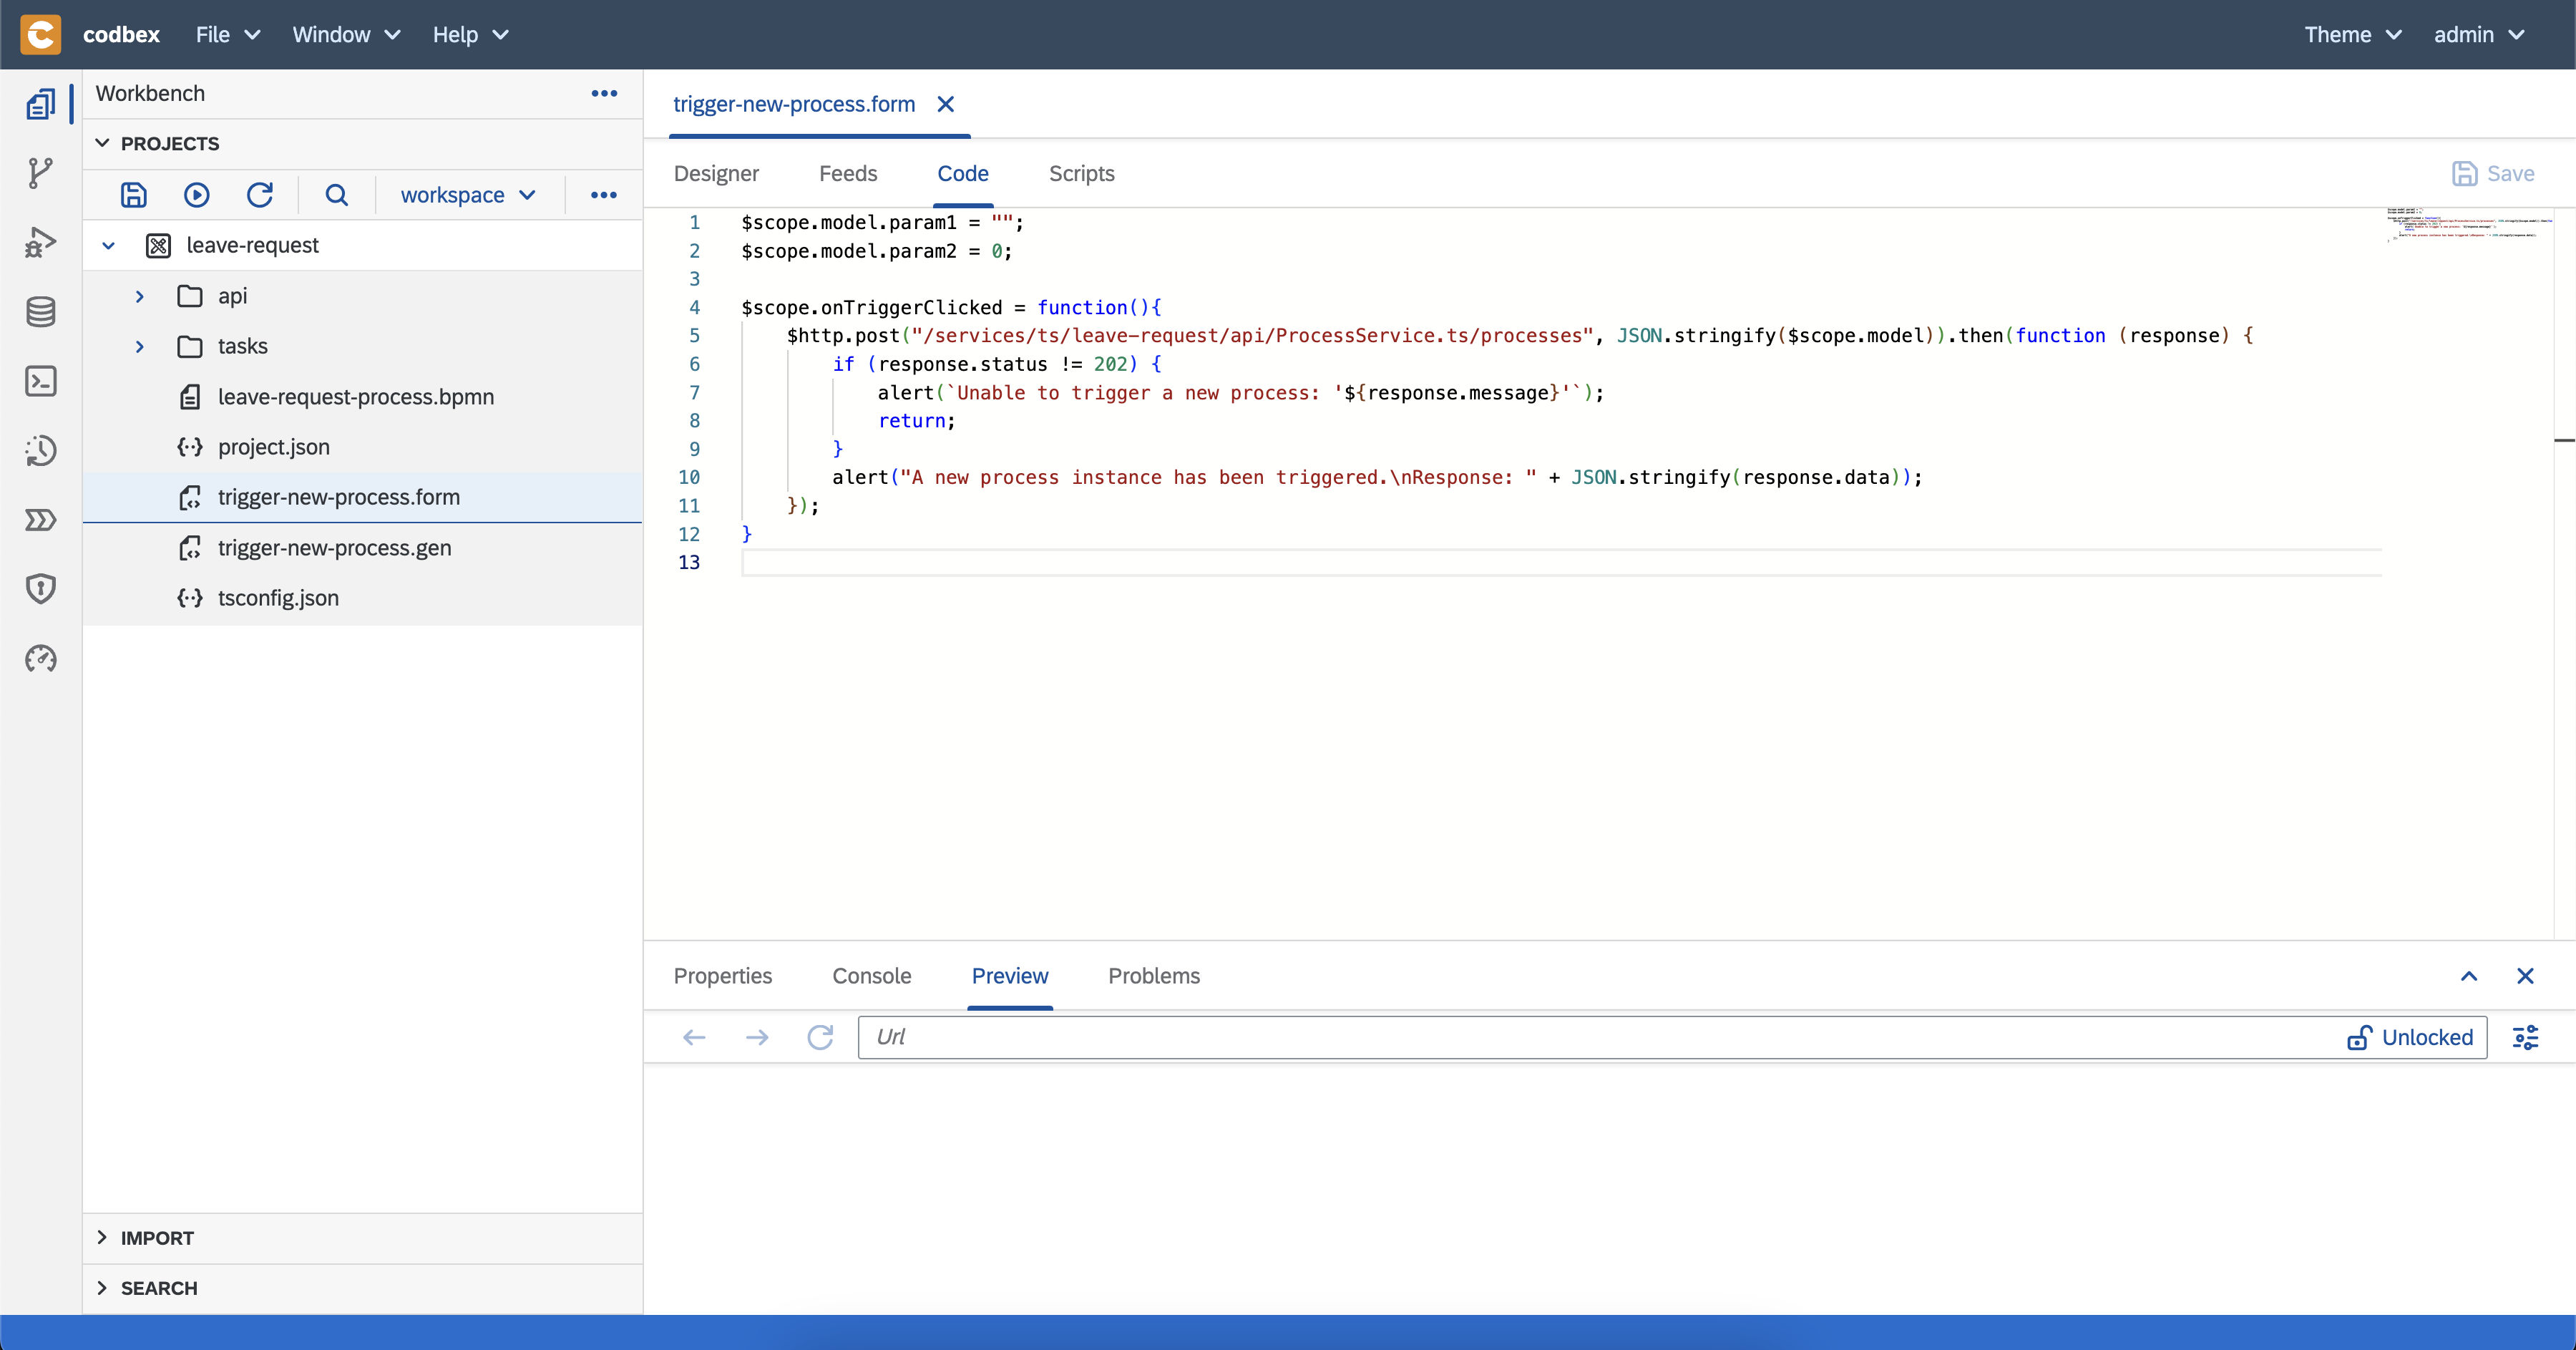 codbex File Window Help Theme admin
Workbench
PROJECTS
workspace
leave-request
api
tasks
leave-request-process.bpmn
project.json
trigger-new-process.form
trigger-new-process.gen
tsconfig.json
IMPORT
SEARCH
trigger-new-process.form
Designer Feeds Code Scripts Save
1 $scope.model.param1 = "";
2 $scope.model.param2 = 0;
3
4 $scope.onTriggerClicked = function(){
5 $http.post("/services/ts/leave-request/api/ProcessService.ts/processes", JSON.stringify($scope.model)).then(function (response) {
6 if (response.status != 202) {
7 alert(`Unable to trigger a new process: '${response.message}'`);
8 return;
9 }
10 alert("A new process instance has been triggered.\nResponse: " + JSON.stringify(response.data));
11 });
12 }
13
Properties Console Preview Problems
Url Unlocked